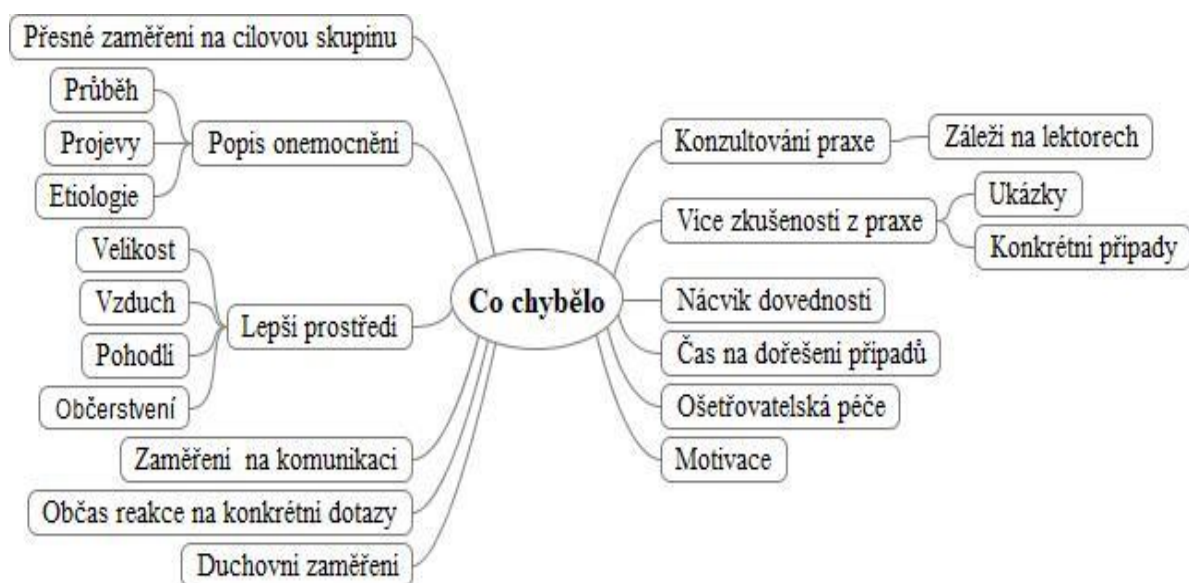 Přesné zaměření na cílovou skupinu
Průběh
Projevy
Etiologie
Popis onemocnění
Velikost
Vzduch
Pohodlí
Občerstvení
Lepší prostředí
Zaměření na komunikaci
Občas reakce na konkrétní dotazy
Duchovní zaměření
Co chybělo
Konzultování praxe
Záleží na lektorech
Více zkušeností z praxe
Ukázky
Konkrétní případy
Nácvik dovedností
Čas na dořešení případů
Ošetřovatelská péče
Motivace